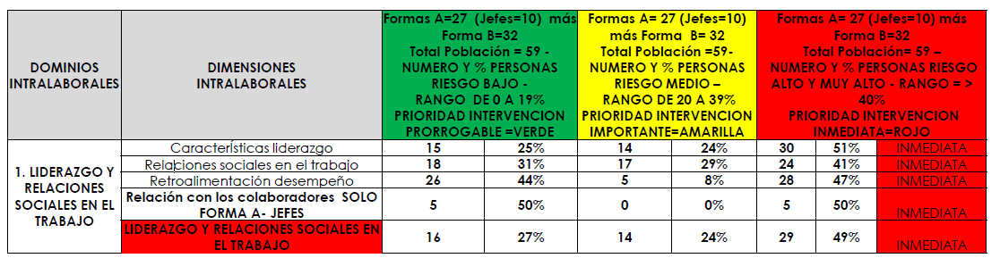 DOMINIOS
INTRALABORALES
DIMENSIONES
INTRALABORALES
Formas A=27 (Jefes=10) más
Forma B=32
Total Población = 59 -
NUMERO Y % PERSONAS
RIESGO BAJO -
RANGO DE 0 A 19%
PRIORIDAD INTERVENCION
PRORROGABLE =VERDE
Formas A= 27 (Jefes=10)
más Forma B= 32
Total Población =59-
NUMERO Y % PERSONAS
RIESGO MEDIO –
RANGO DE 20 A 39%
PRIORIDAD INTERVENCION
IMPORTANTE=AMARILLA
Formas A= 27 (Jefes=10) más
Forma B=32
Total Población= 59 –
NUMERO Y % PERSONAS RIESGO
ALTO Y MUY ALTO - RANGO = >
40%
PRIORIDAD INTERVENCION
INMEDIATA=ROJO
1. LIDERAZGO Y
RELACIONES
SOCIALES EN EL
TRABAJO
Características liderazgo 15 25% 14 24% 30 51% INMEDIATA
Relaciones sociales en el trabajo 18 31% 17 29% 24 41% INMEDIATA
Retroalimentación desempeño 26 44% 5 8% 28 47% INMEDIATA
Relación con los colaboradores SOLO
FORMA A- JEFES 5 50% 0 0% 5 50% INMEDIATA
LIDERAZGO Y RELACIONES SOCIALES EN
EL TRABAJO 16 27% 14 24% 29 49% INMEDIATA